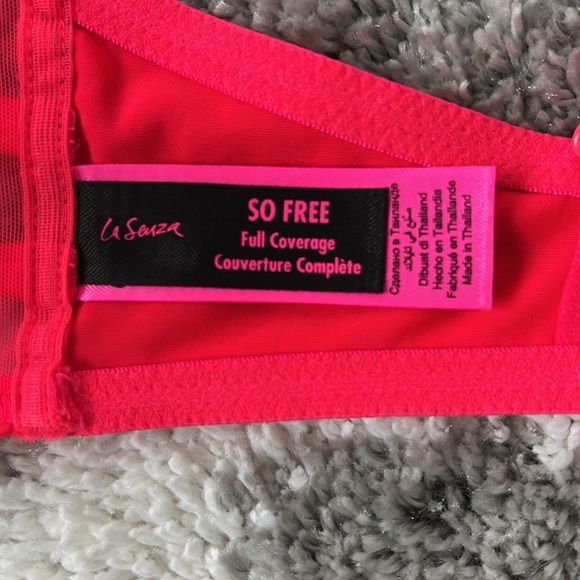 La Senza
SO FREE
Full Coverage
Couverture Complète
Сделано в Таиланде
صنع في تايلاند
Dibuat di Thailand
Hecho en Tailandia
Fabriqué en Thaïlande
Made in Thailand